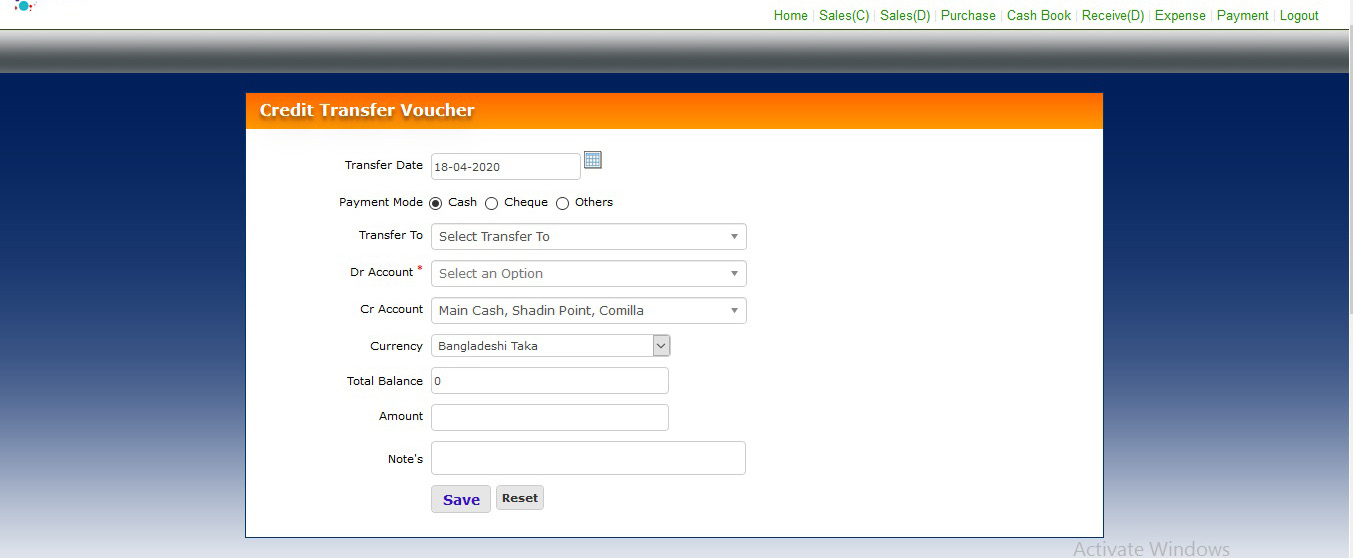 Home Sales(C) Sales(D) Purchase Cash Book Receive(D) Expense Payment Logout
Credit Transfer Voucher
Transfer Date 18-04-2020
Payment Mode Cash Cheque Others
Transfer To Select Transfer To
Dr Account * Select an Option
Cr Account Main Cash, Shadin Point, Comilla
Currency Bangladeshi Taka
Total Balance 0
Amount
Note's
Save Reset
Activate Windows